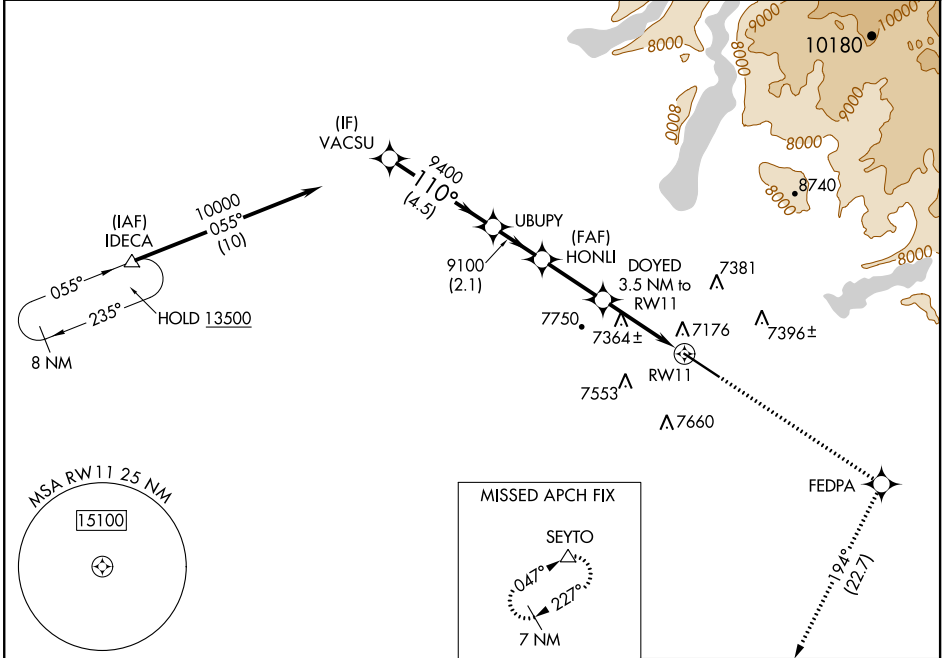 9000
10000
8000
10180
8000
9000
8000
8000
8740
8000
8000
(IF)
VACSU
9400
110°
(4.5)
(IAF)
IDECA
10000
055°
(10)
055°
235°
HOLD 13500
8 NM
UBUPY
9100
(2.1)
(FAF)
HONLI
DOYED
3.5 NM to
RW11
7381
7750
7364±
7176
7396±
RW11
7553
7660
FEDPA
194°
(22.7)
MSA RW11 25 NM
15100
MISSED APCH FIX
SEYTO
047°
227°
7 NM